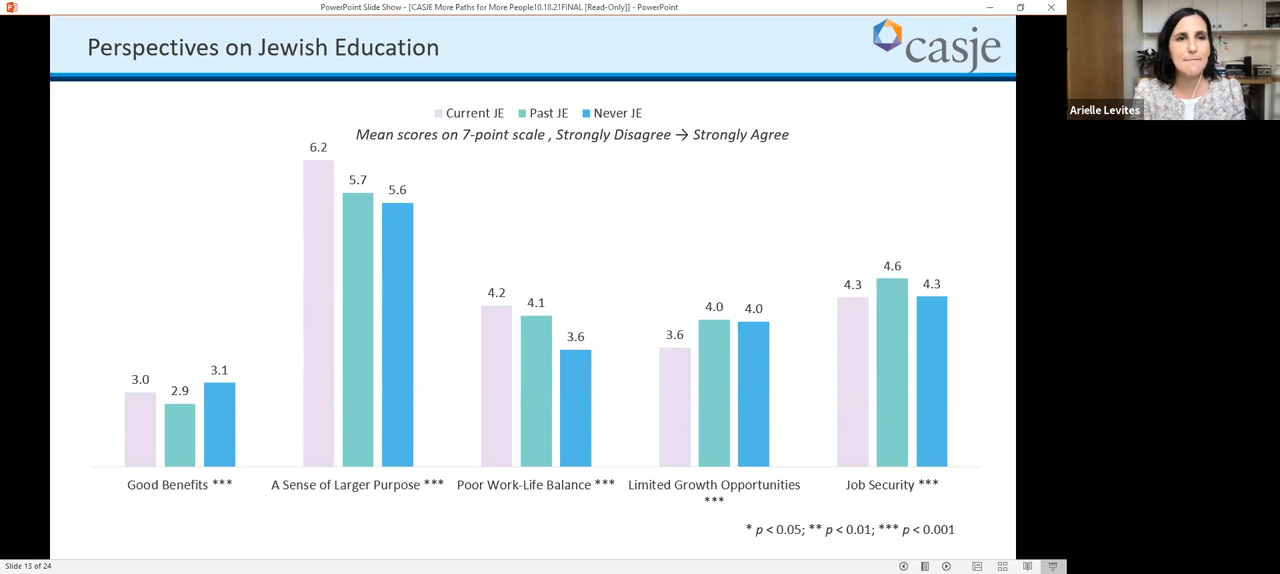 PowerPoint Slide Show - [CASJE More Paths for More People10.18.21FINAL [Read-Only]] - PowerPoint
Perspectives on Jewish Education
casje
Arielle Levites
Current JE Past JE Never JE
Mean scores on 7-point scale , Strongly Disagree → Strongly Agree
6.2
5.7
5.6
4.6
4.3
4.3
4.2
4.1
4.0
4.0
3.6
3.6
3.1
3.0
2.9
Good Benefits ***
A Sense of Larger Purpose ***
Poor Work-Life Balance ***
Limited Growth Opportunities
***
Job Security ***
* p < 0.05; ** p < 0.01; *** p < 0.001
Slide 13 of 24